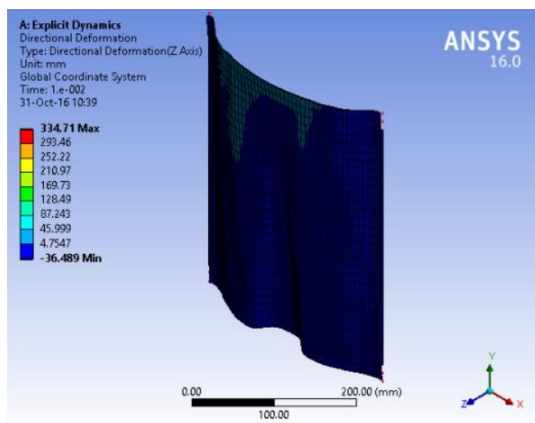 A: Explicit Dynamics
Directional Deformation
Type: Directional Deformation(Z Axis)
Unit: mm
Global Coordinate System
Time: 1.e-002
31-Oct-16 10:39
ANSYS
16.0
334.71 Max
293.46
252.22
210.97
169.73
128.49
87.243
45.999
4.7547
-36.489 Min
0.00
200.00 (mm)
100.00
Y
Z
X